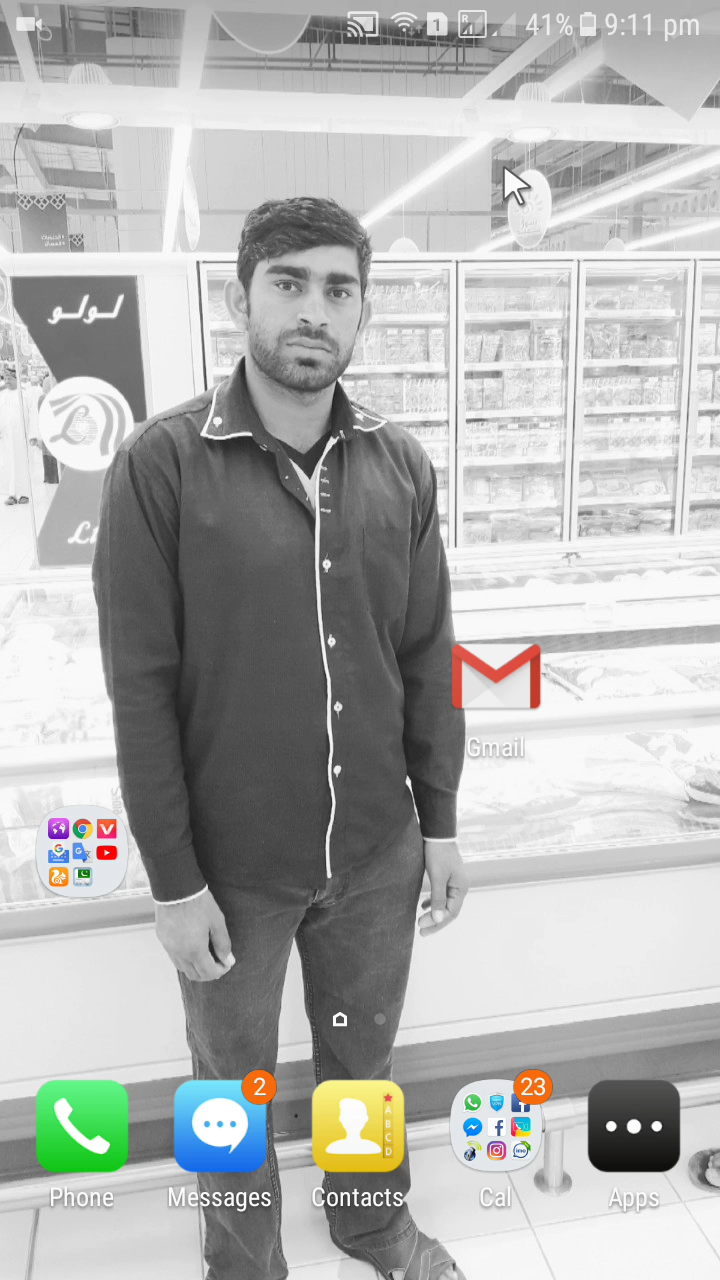 41% 9:11 pm
لولو
Gmail
2
23
A
B
C
D
Phone
Messages
Contacts
Cal
Apps